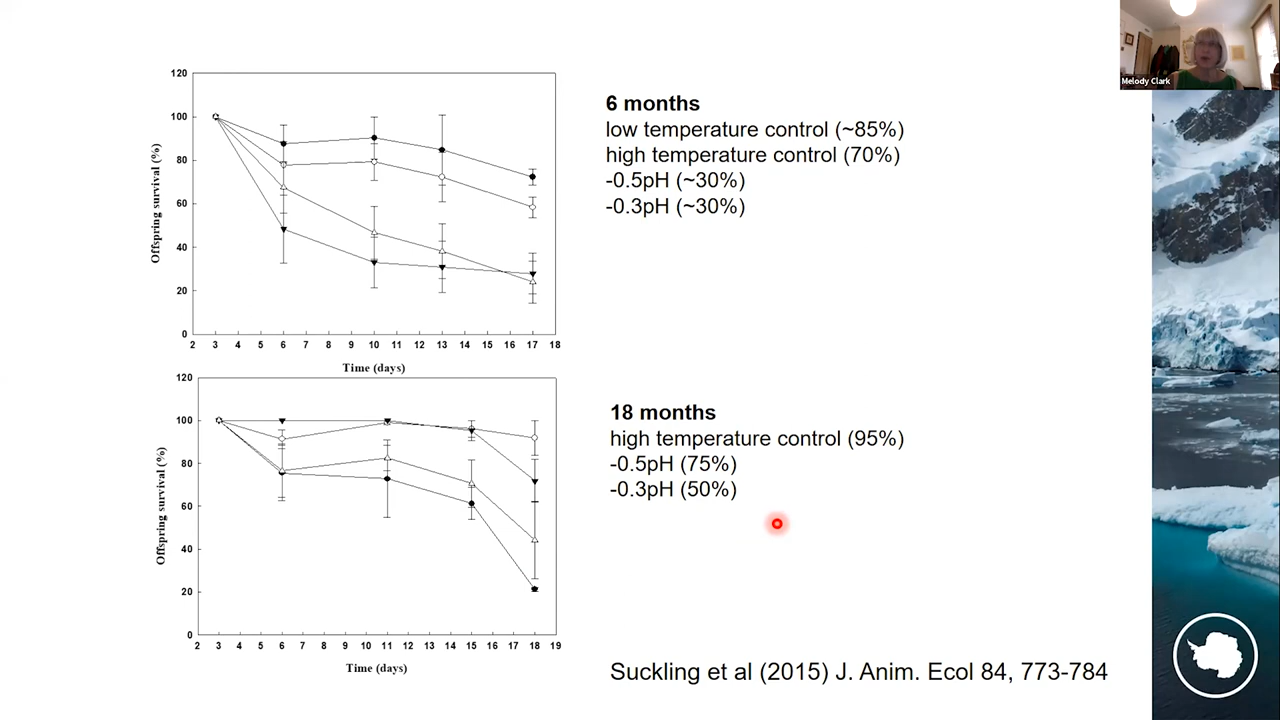 Melody Clark
120
100
80
60
40
20
0
Offspring survival (%)
2 3 4 5 6 7 8 9 10 11 12 13 14 15 16 17 18
Time (days)
6 months
low temperature control (~85%)
high temperature control (70%)
-0.5pH (~30%)
-0.3pH (~30%)
120
100
80
60
40
20
0
Offspring survival (%)
2 3 4 5 6 7 8 9 10 11 12 13 14 15 16 17 18 19
Time (days)
18 months
high temperature control (95%)
-0.5pH (75%)
-0.3pH (50%)
Suckling et al (2015) J. Anim. Ecol 84, 773-784